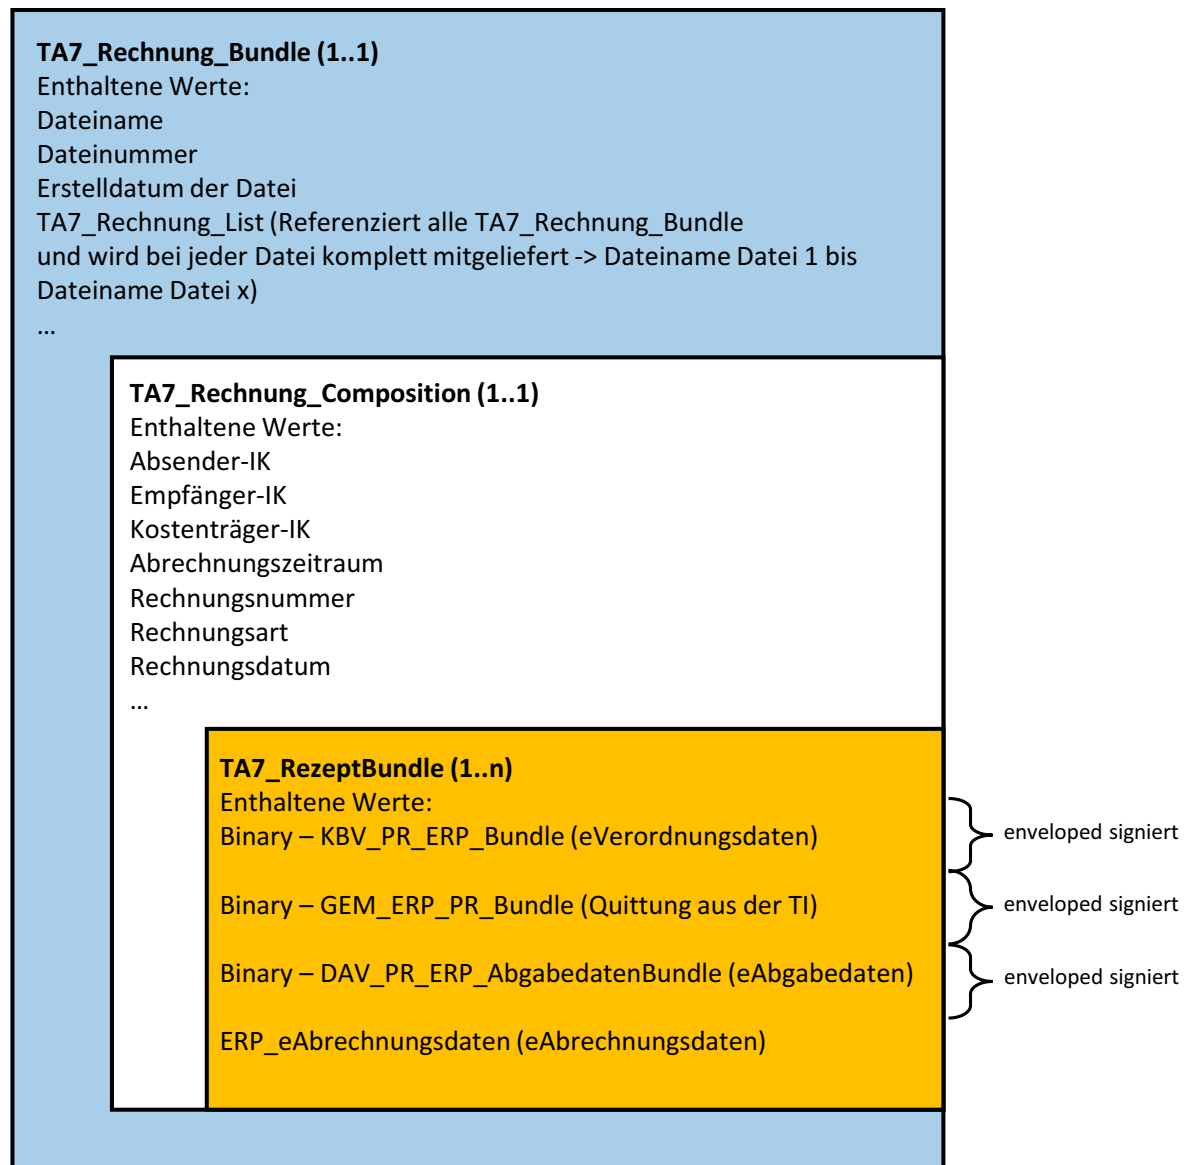 TA7_Rechnung_Bundle (1..1)
Enthaltene Werte:
Dateiname
Dateinummer
Erstelldatum der Datei
TA7_Rechnung_List (Referenziert alle TA7_Rechnung_Bundle
und wird bei jeder Datei komplett mitgeliefert -> Dateiname Datei 1 bis
Dateiname Datei x)
...
TA7_Rechnung_Composition (1..1)
Enthaltene Werte:
Absender-IK
Empfänger-IK
Kostenträger-IK
Abrechnungszeitraum
Rechnungsnummer
Rechnungsart
Rechnungsdatum
...
TA7_RezeptBundle (1..n)
Enthaltene Werte:
Binary – KBV_PR_ERP_Bundle (eVerordnungsdaten)
enveloped signiert
Binary – GEM_ERP_PR_Bundle (Quittung aus der TI)
enveloped signiert
Binary – DAV_PR_ERP_AbgabedatenBundle (eAbgabedaten)
enveloped signiert
ERP_eAbrechnungsdaten (eAbrechnungsdaten)